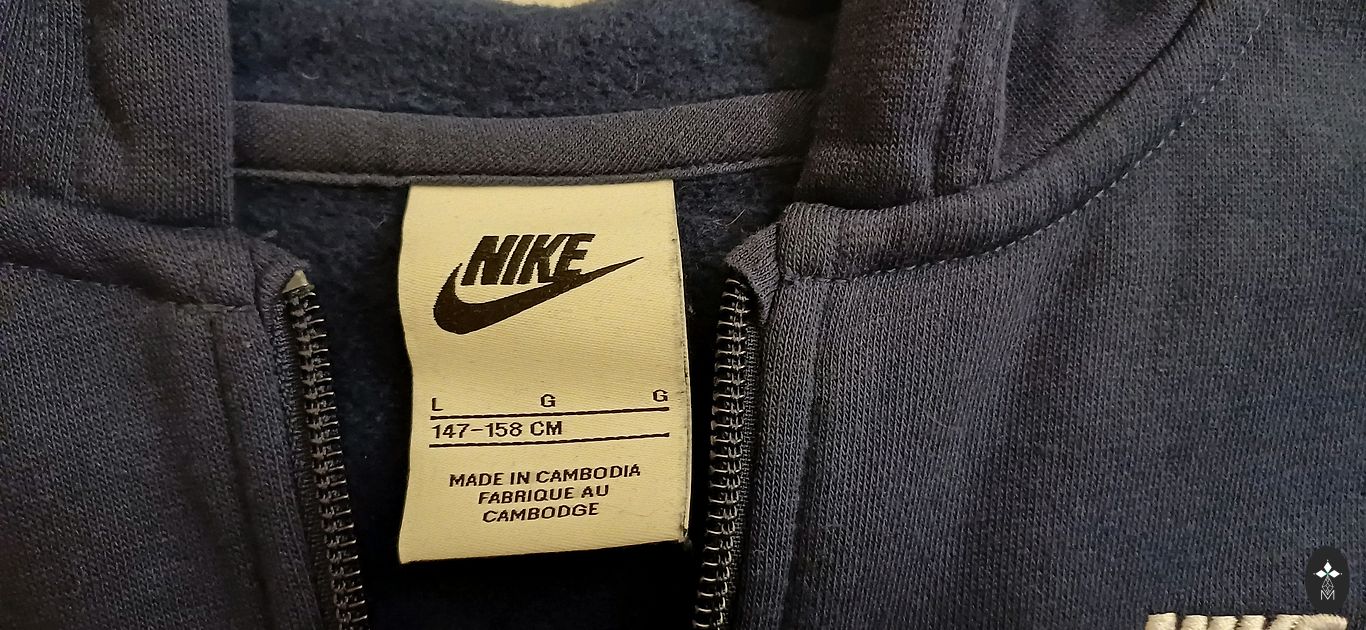 NIKE
L G G
147-158 CM
MADE IN CAMBODIA
FABRIQUE AU
CAMBODGE
M